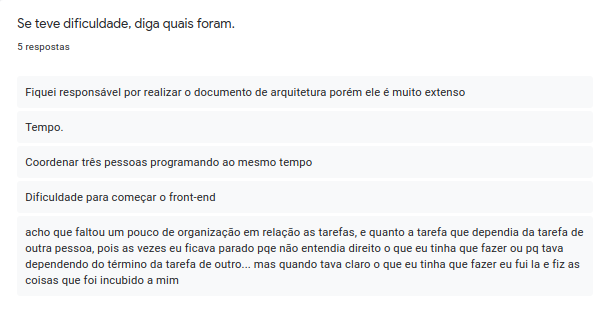 Se teve dificuldade, diga quais foram.
5 respostas
Fiquei responsável por realizar o documento de arquitetura porém ele é muito extenso
Tempo.
Coordenar três pessoas programando ao mesmo tempo
Dificuldade para começar o front-end
acho que faltou um pouco de organização em relação as tarefas, e quanto a tarefa que dependia da tarefa de
outra pessoa, pois as vezes eu ficava parado pqe não entendia direito o que eu tinha que fazer ou pq tava
dependendo do término da tarefa de outro... mas quando tava claro o que eu tinha que fazer eu fui la e fiz as
coisas que foi incubido a mim